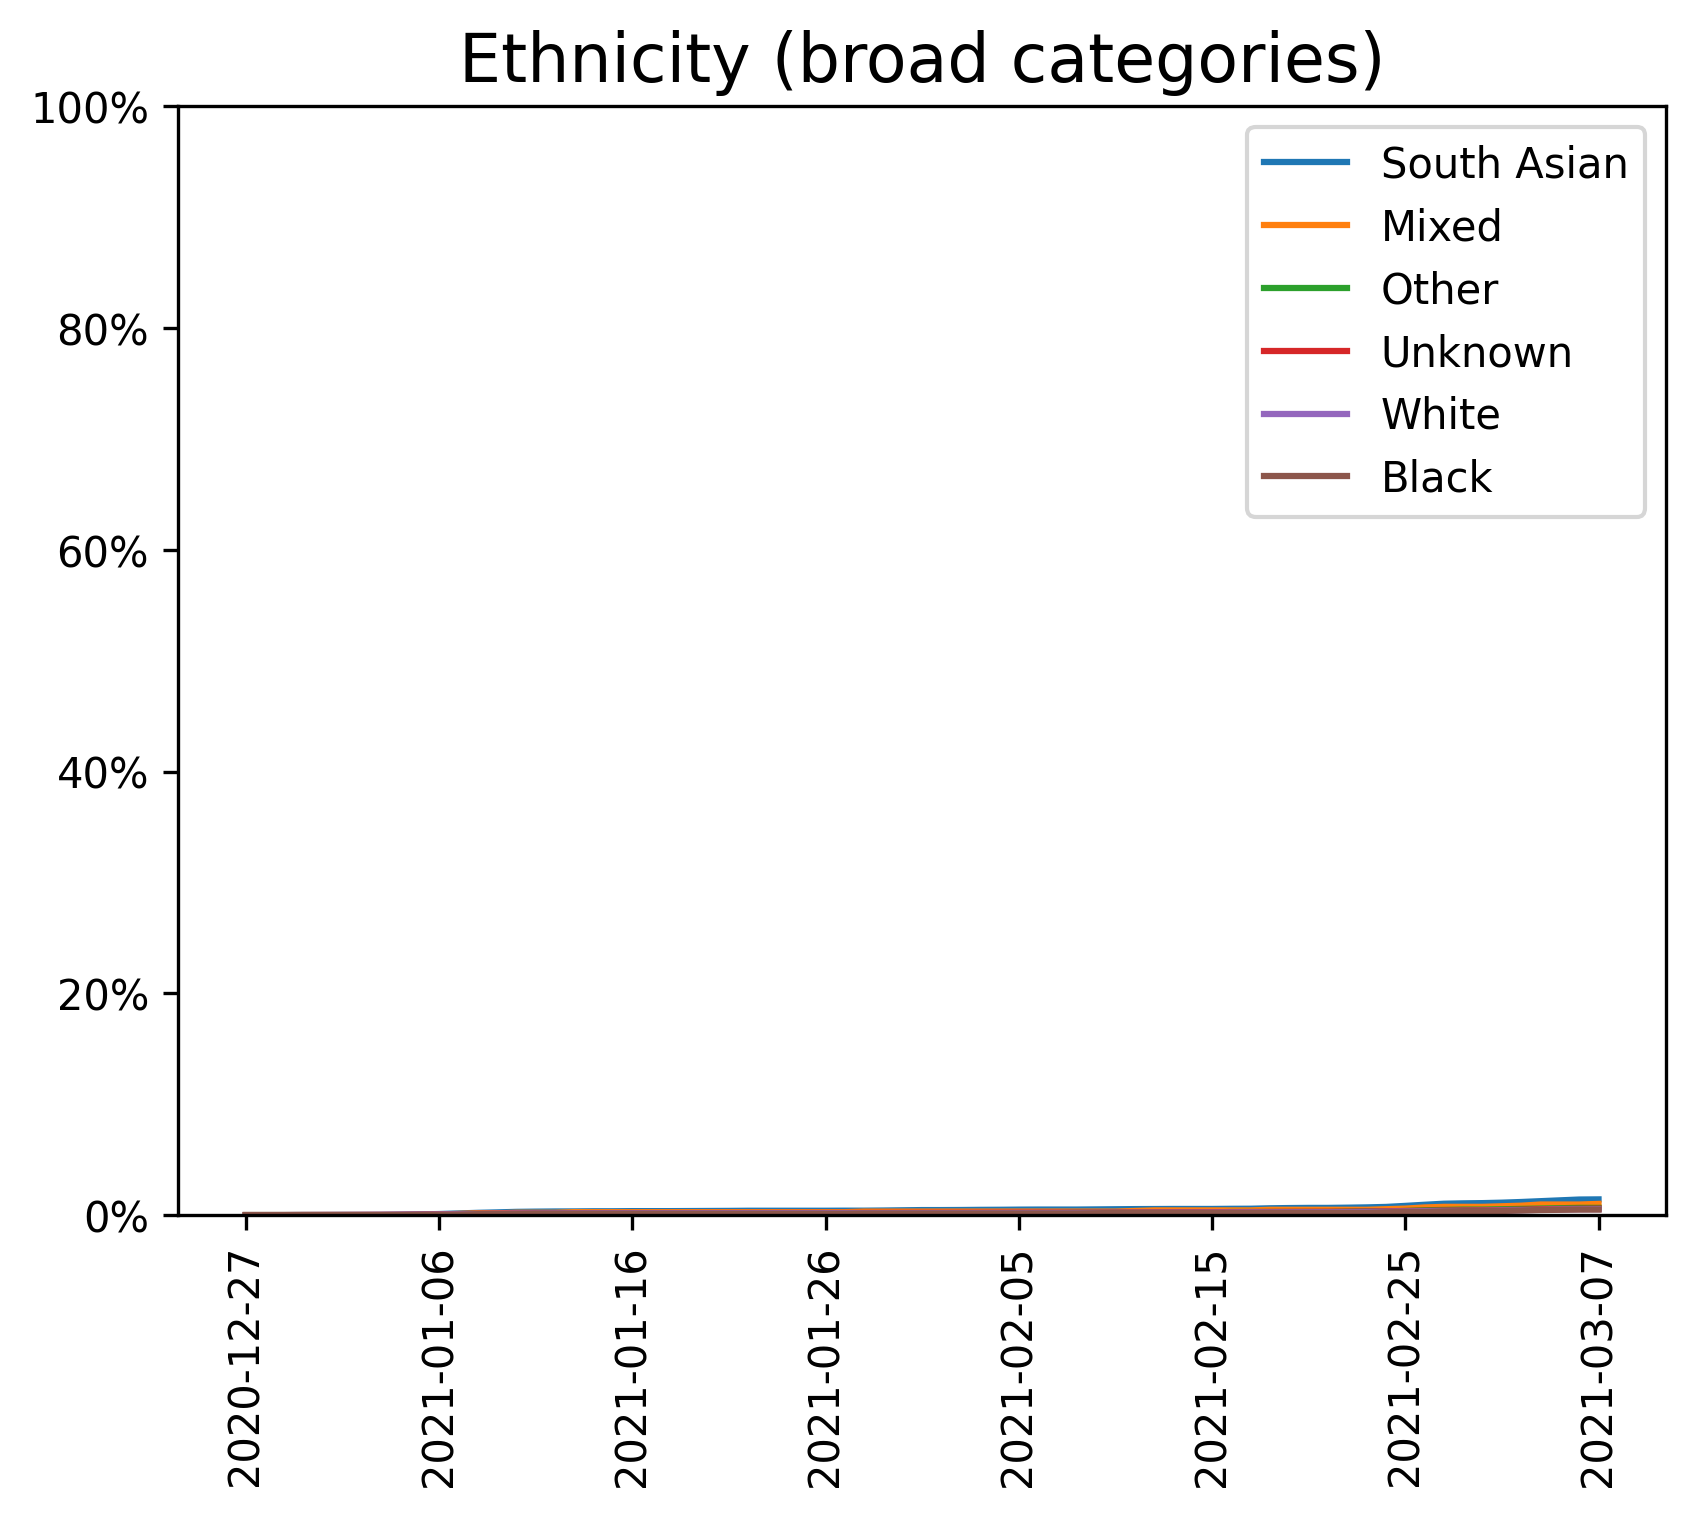 Ethnicity (broad categories)
100%
80%
60%
40%
20%
0%
South Asian
Mixed
Other
Unknown
White
Black
2020-12-27
2021-01-06
2021-01-16
2021-01-26
2021-02-05
2021-02-15
2021-02-25
2021-03-07